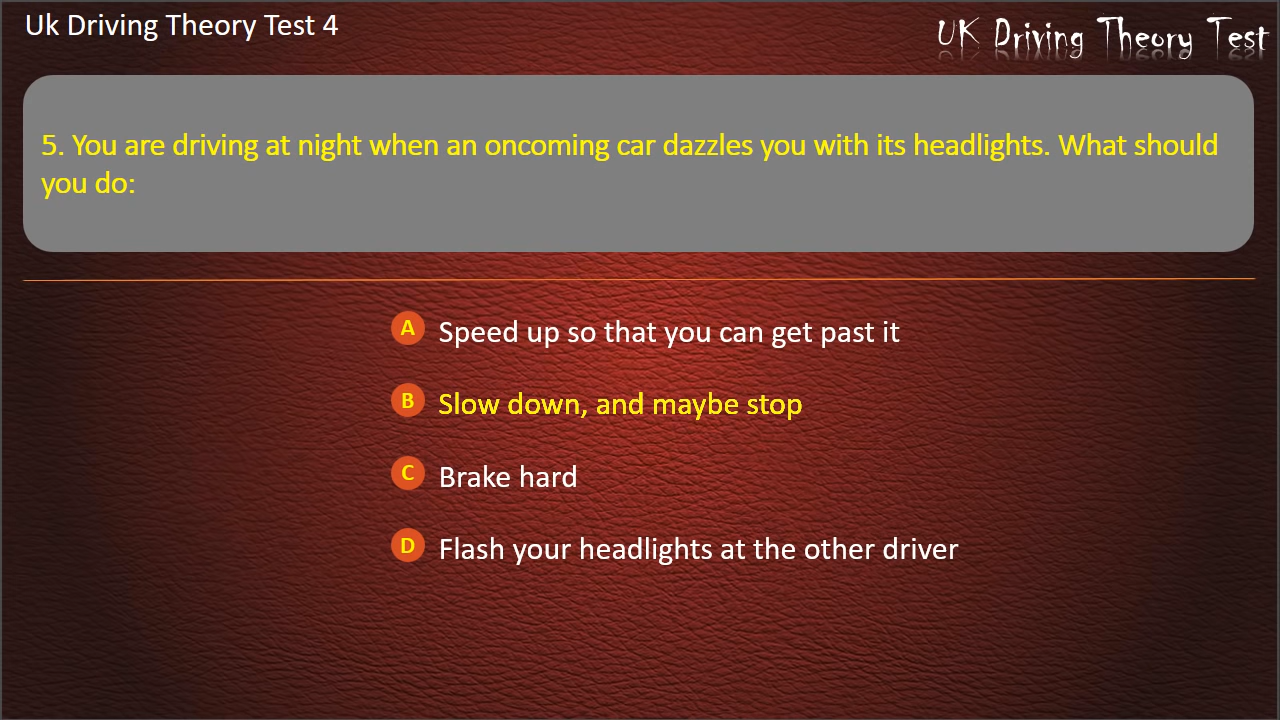 Uk Driving Theory Test 4
UK Driving Theory Test
5. You are driving at night when an oncoming car dazzles you with its headlights. What should
you do:
A Speed up so that you can get past it
B Slow down, and maybe stop
C Brake hard
D Flash your headlights at the other driver